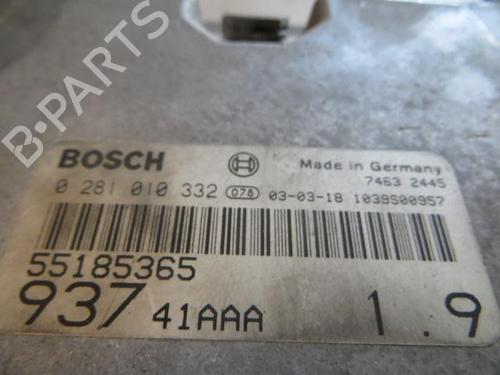 B-PARTS
BOSCH
Made in Germany
7463 2445
0 281 010 332 078 03-03-18 1039S00957
55185365
937 41AAA 1.9